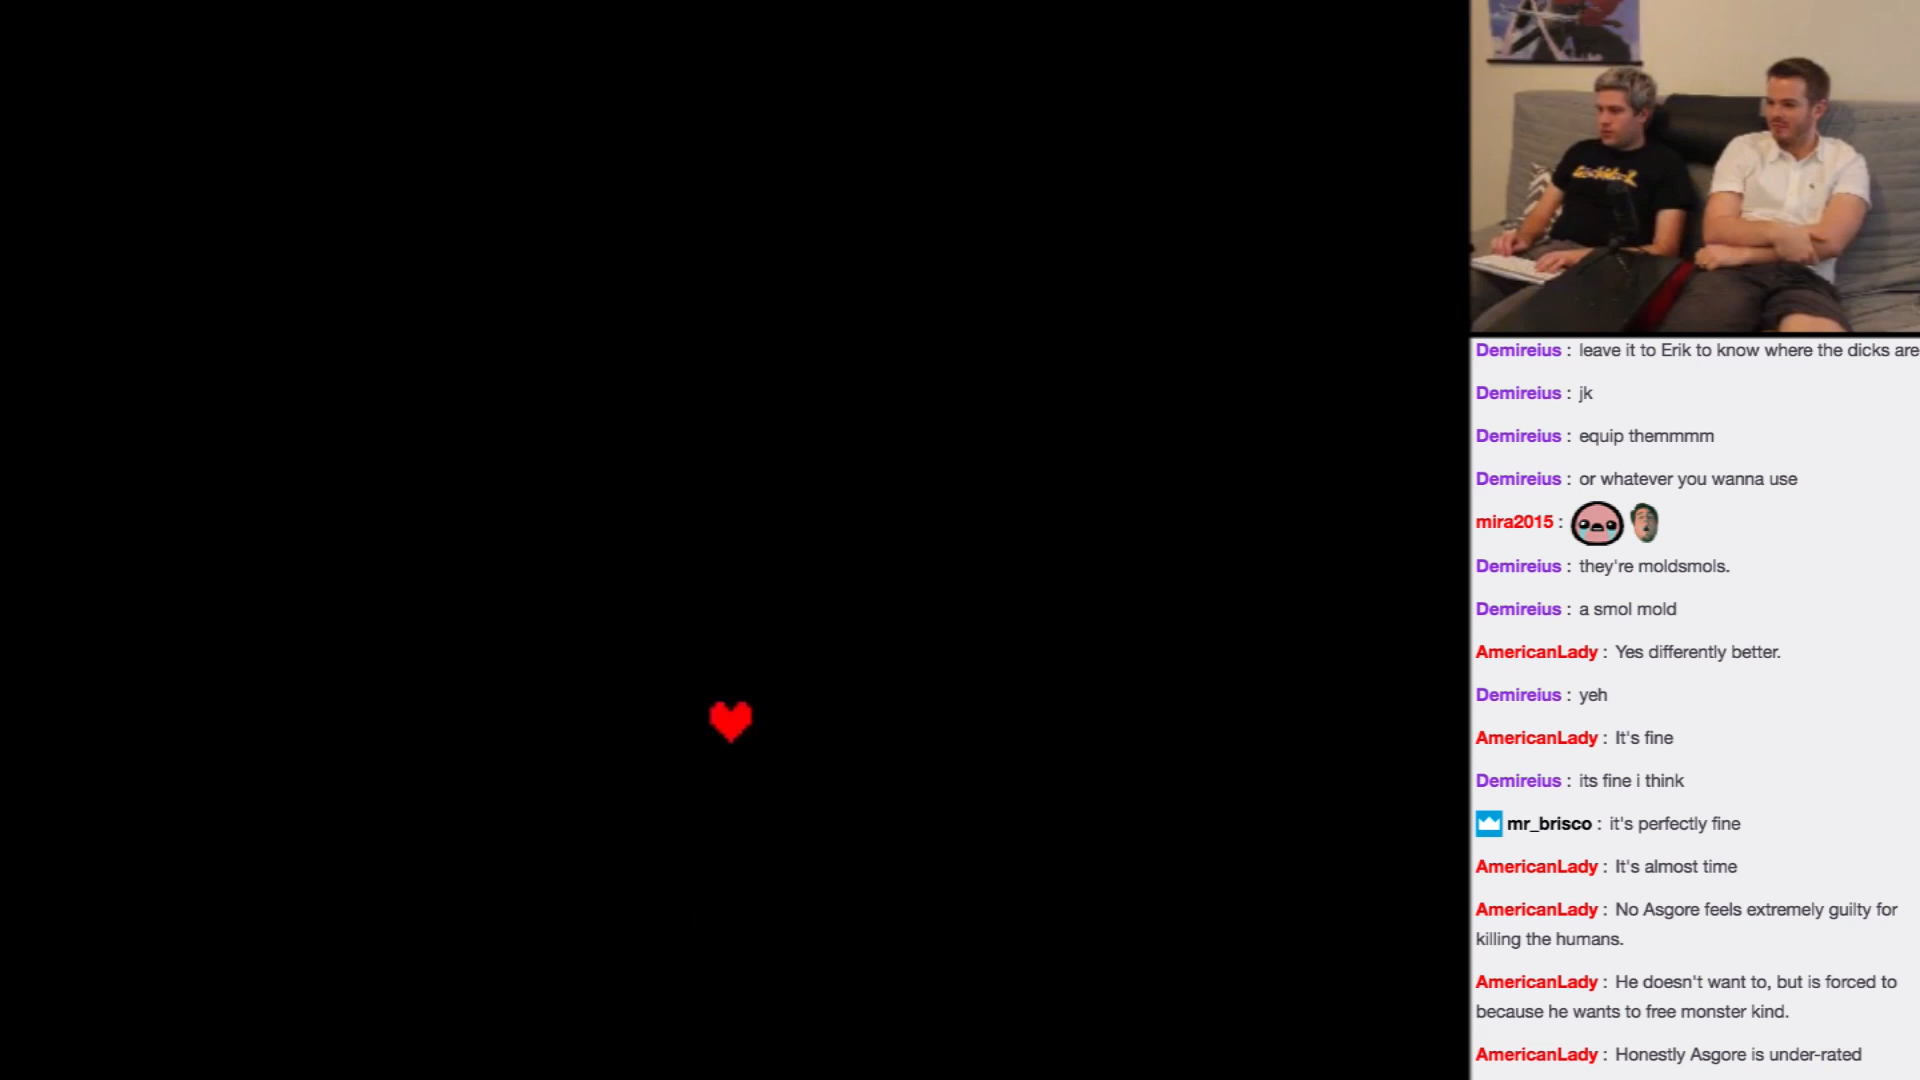 Demireius : leave it to Erik to know where the dicks are
Demireius : jk
Demireius : equip themmmm
Demireius : or whatever you wanna use
mira2015 :
Demireius : they're moldsmols.
Demireius : a smol mold
AmericanLady : Yes differently better.
Demireius : yeh
AmericanLady : It's fine
Demireius : its fine i think
mr_brisco : it's perfectly fine
AmericanLady : It's almost time
AmericanLady : No Asgore feels extremely guilty for
killing the humans.
AmericanLady : He doesn't want to, but is forced to
because he wants to free monster kind.
AmericanLady : Honestly Asgore is under-rated